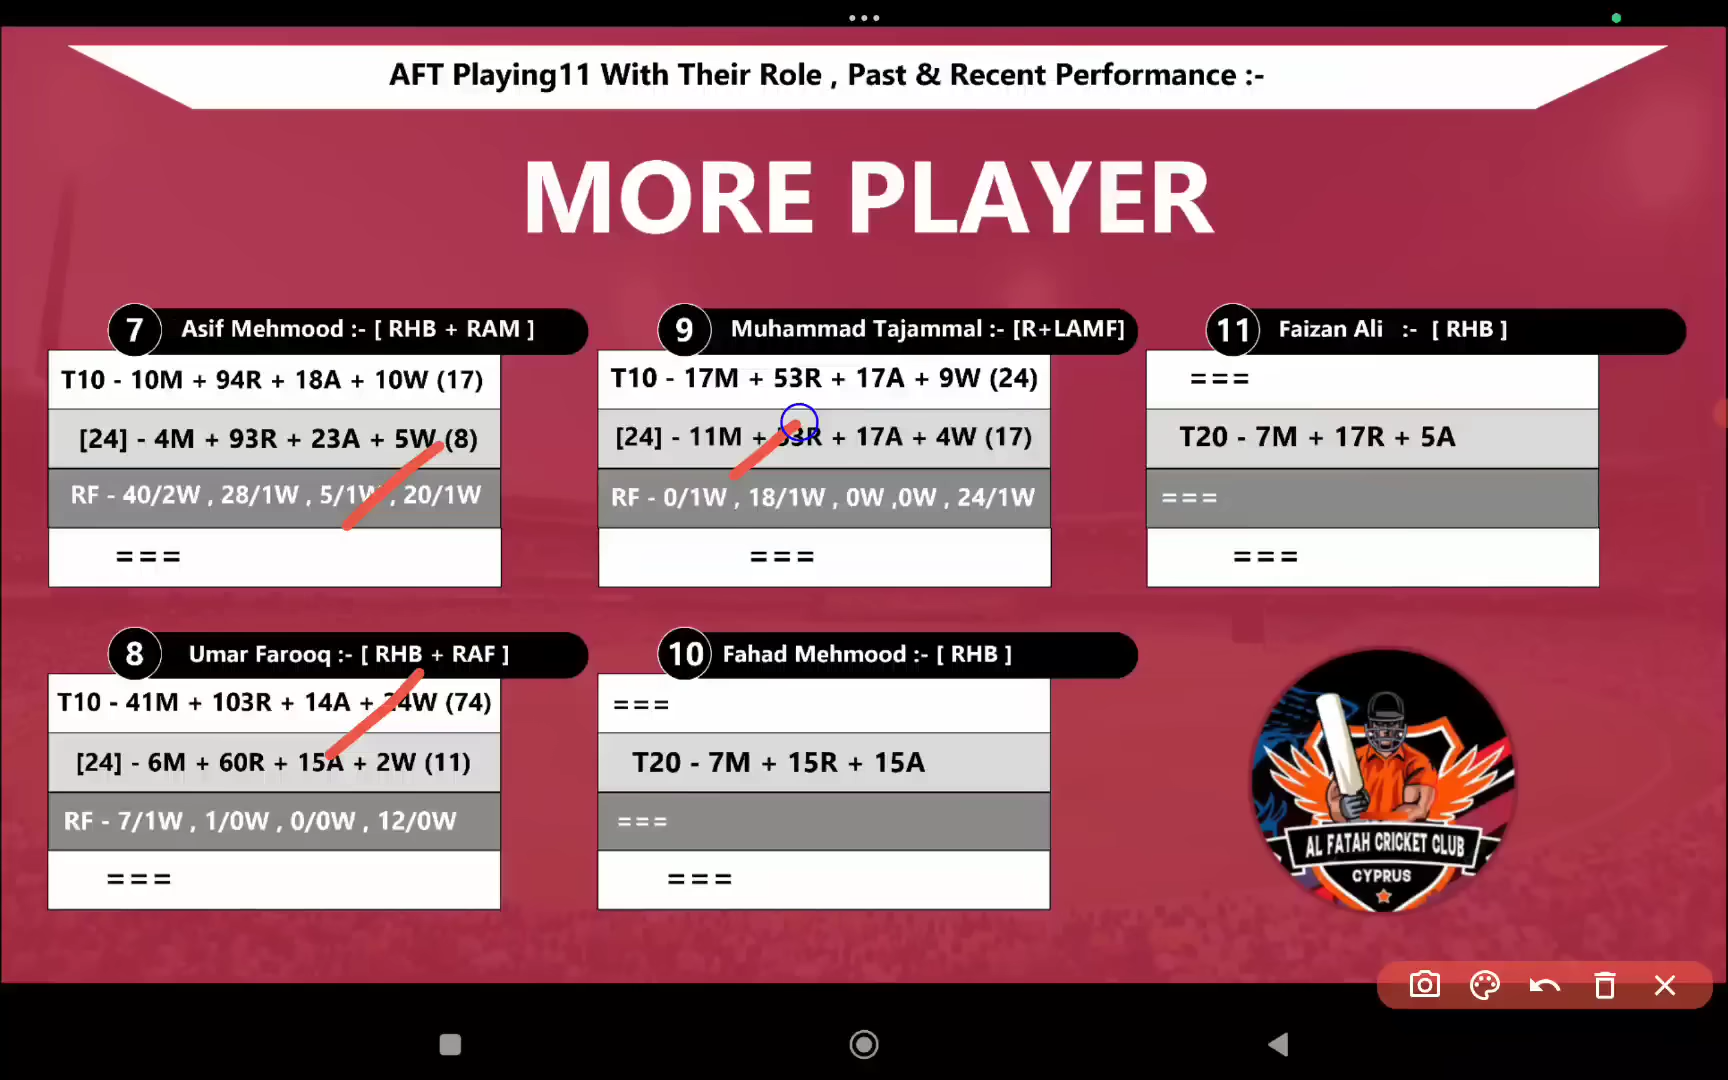 AFT Playing11 With Their Role , Past & Recent Performance :-
MORE PLAYER
7 Asif Mehmood :- [ RHB + RAM ]
T10 - 10M + 94R + 18A + 10W (17)
[24] - 4M + 93R + 23A + 5W (8)
RF - 40/2W , 28/1W , 5/1W , 20/1W
===
9 Muhammad Tajammal :- [R+LAMF]
T10 - 17M + 53R + 17A + 9W (24)
[24] - 11M + 53R + 17A + 4W (17)
RF - 0/1W , 18/1W , 0W ,0W , 24/1W
===
11 Faizan Ali :- [ RHB ]
===
T20 - 7M + 17R + 5A
===
===
8 Umar Farooq :- [ RHB + RAF ]
T10 - 41M + 103R + 14A + 24W (74)
[24] - 6M + 60R + 15A + 2W (11)
RF - 7/1W , 1/0W , 0/0W , 12/0W
===
10 Fahad Mehmood :- [ RHB ]
===
T20 - 7M + 15R + 15A
===
===
AL FATAH CRICKET CLUB
CYPRUS